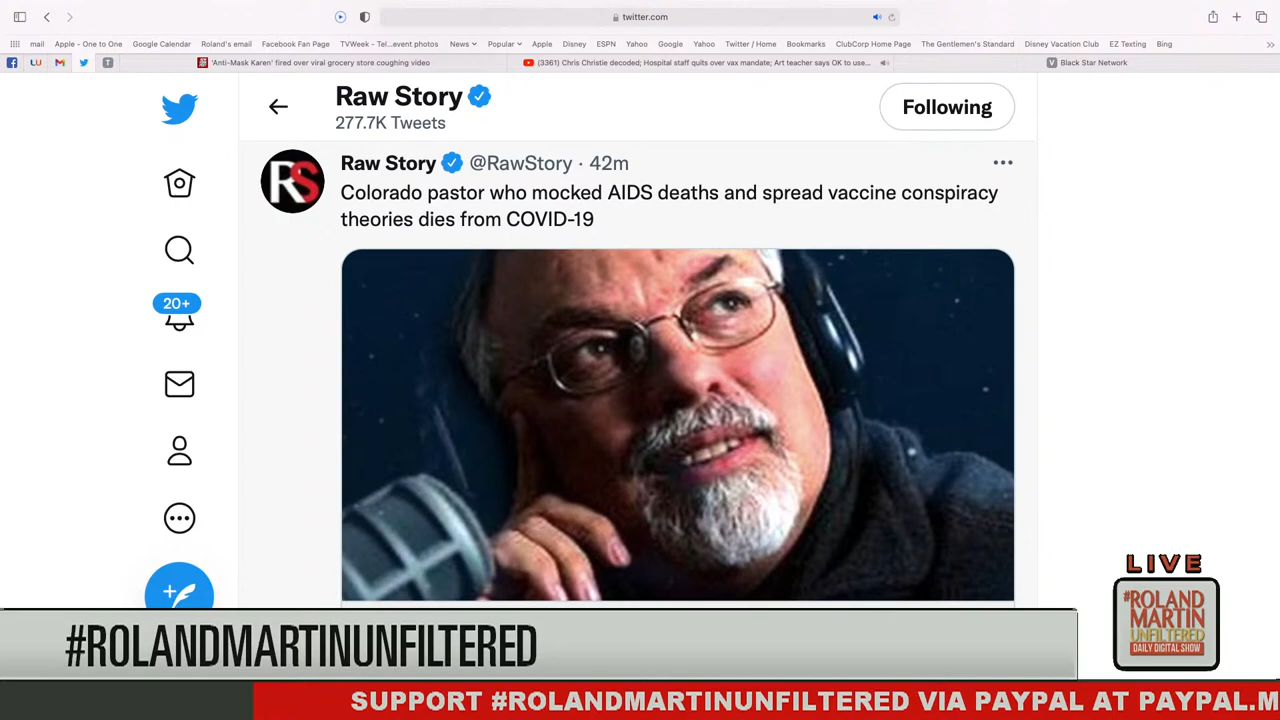 twitter.com
mail Apple - One to One Google Calendar Roland's email Facebook Fan Page TVWeek - Tel...event photos News Popular Apple Disney ESPN Yahoo Google Yahoo Twitter / Home Bookmarks ClubCorp Home Page The Gentlemen's Standard Disney Vacation Club EZ Texting Bing
LU T 'Anti-Mask Karen' fired over viral grocery store coughing video (3361) Chris Christie decoded; Hospital staff quits over vax mandate; Art teacher says OK to use... V Black Star Network
Raw Story
277.7K Tweets
Following
RS
Raw Story @RawStory · 42m
Colorado pastor who mocked AIDS deaths and spread vaccine conspiracy
theories dies from COVID-19
20+
LIVE
#ROLAND
MARTIN
UNFILTERED
DAILY DIGITAL SHOW
#ROLANDMARTINUNFILTERED
SUPPORT #ROLANDMARTINUNFILTERED VIA PAYPAL AT PAYPAL.M